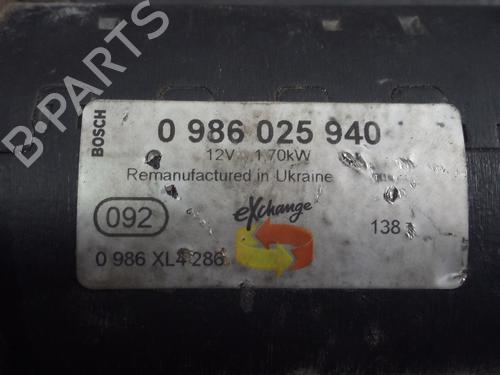 B-PARTS
BOSCH
0 986 025 940
12V 1,70kW
Remanufactured in Ukraine
092
eXchange
138
0 986 XL4 286